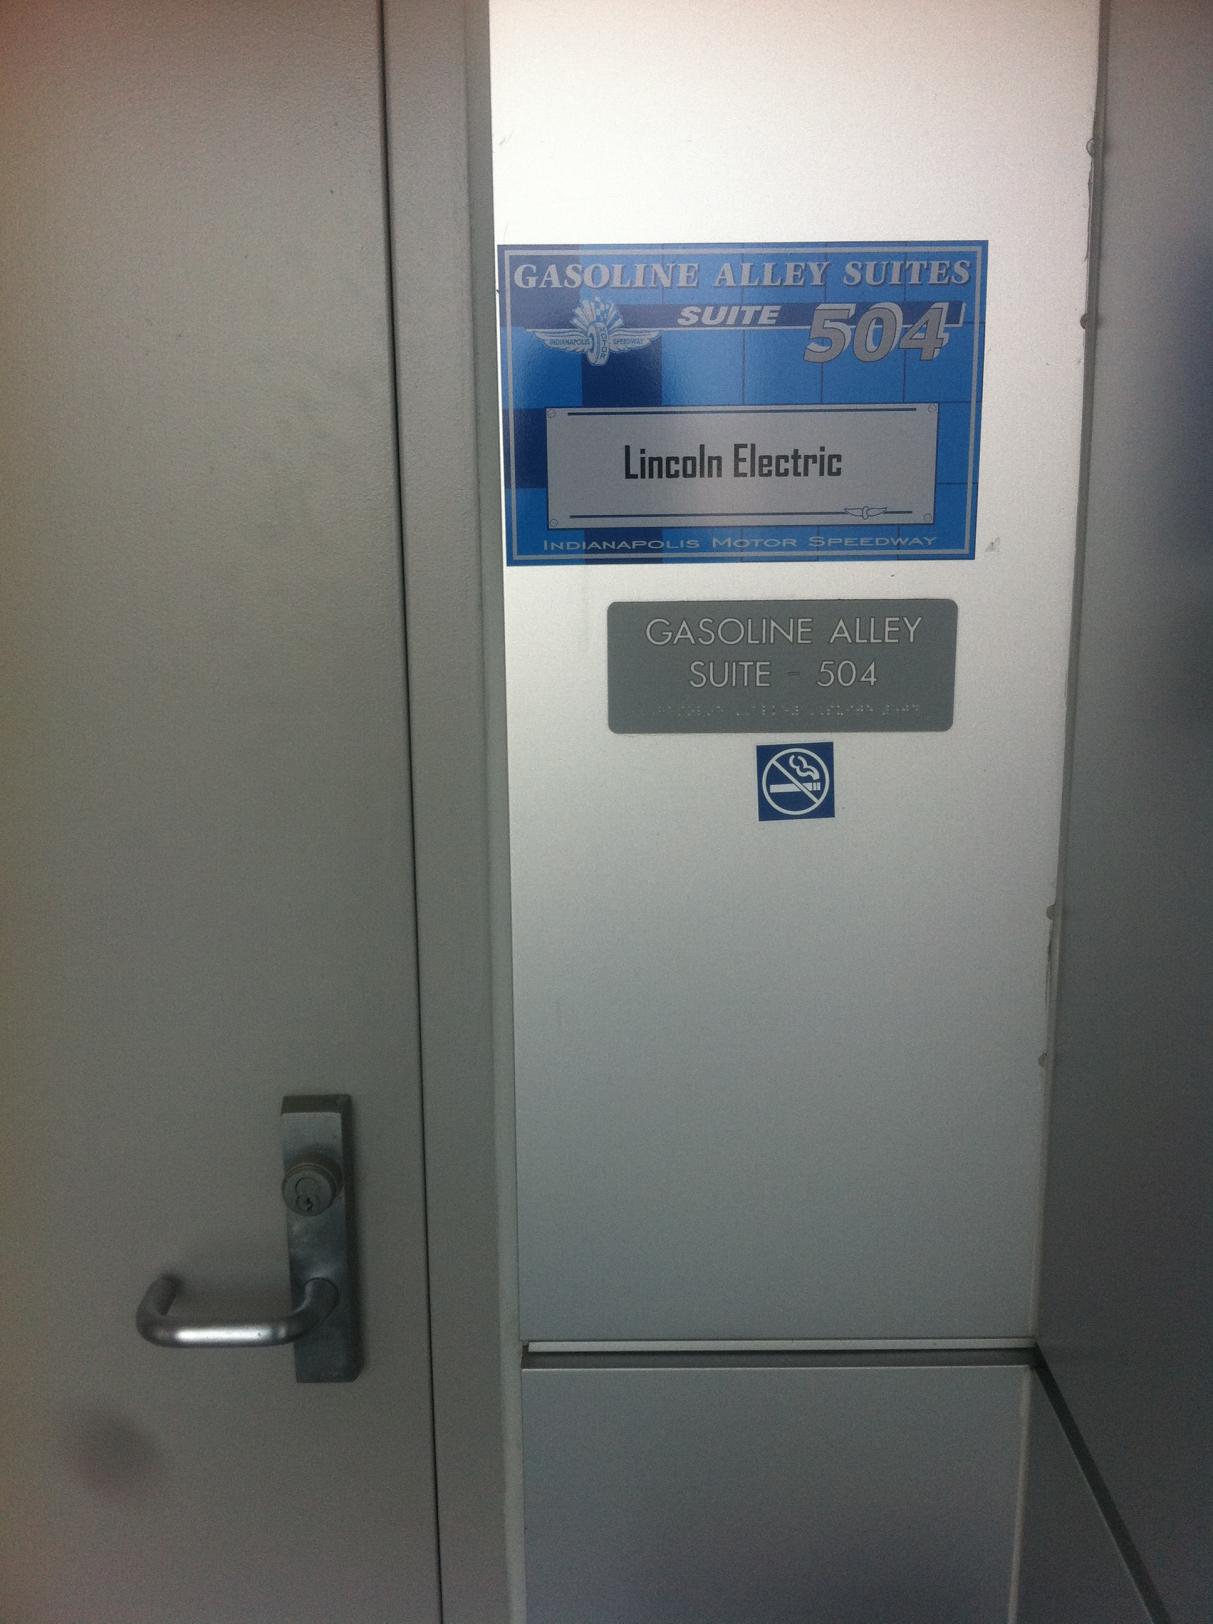 GASOLINE ALLEY SUITES
SUITE 504
INDIANAPOLIS MOTOR SPEEDWAY
Lincoln Electric
INDIANAPOLIS MOTOR SPEEDWAY
GASOLINE ALLEY
SUITE - 504